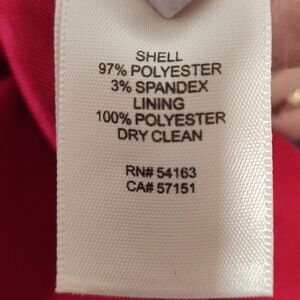 SHELL
97% POLYESTER
3% SPANDEX
LINING
100% POLYESTER
DRY CLEAN
RN# 54163
CA# 57151